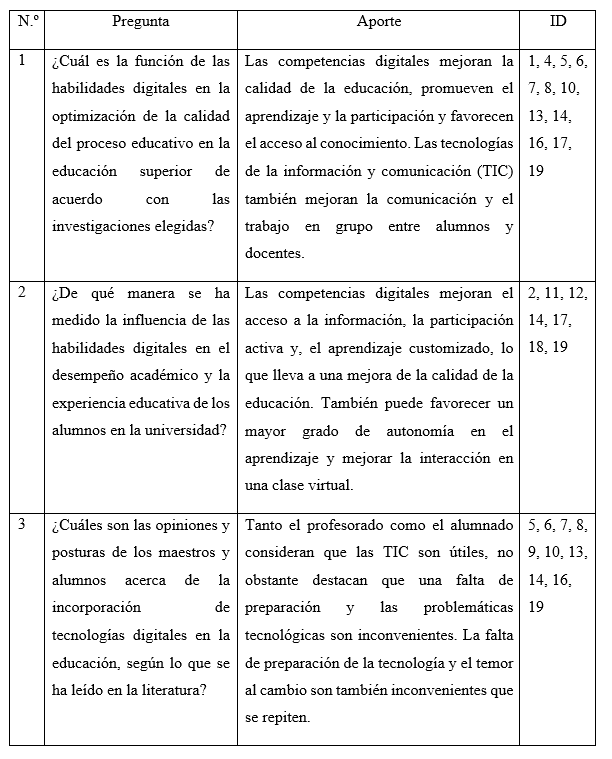 N.º Pregunta Aporte ID
1
¿Cuál es la función de las
habilidades digitales en la
optimización de la calidad
del proceso educativo en la
educación superior de
acuerdo con las
investigaciones elegidas?
Las competencias digitales mejoran la
calidad de la educación, promueven el
aprendizaje y la participación y favorecen
el acceso al conocimiento. Las tecnologías
de la información y comunicación (TIC)
también mejoran la comunicación y el
trabajo en grupo entre alumnos y
docentes.
1, 4, 5, 6,
7, 8, 10,
13, 14,
16, 17,
19
2
¿De qué manera se ha
medido la influencia de las
habilidades digitales en el
desempeño académico y la
experiencia educativa de los
alumnos en la universidad?
Las competencias digitales mejoran el
acceso a la información, la participación
activa y, el aprendizaje customizado, lo
que lleva a una mejora de la calidad de la
educación. También puede favorecer un
mayor grado de autonomía en el
aprendizaje y mejorar la interacción en
una clase virtual.
2, 11, 12,
14, 17,
18, 19
3
¿Cuáles son las opiniones y
posturas de los maestros y
alumnos acerca de la
incorporación de
tecnologías digitales en la
educación, según lo que se
ha leído en la literatura?
Tanto el profesorado como el alumnado
consideran que las TIC son útiles, no
obstante destacan que una falta de
preparación y las problemáticas
tecnológicas son inconvenientes. La falta
de preparación de la tecnología y el temor
al cambio son también inconvenientes que
se repiten.
5, 6, 7, 8,
9, 10, 13,
14, 16,
19